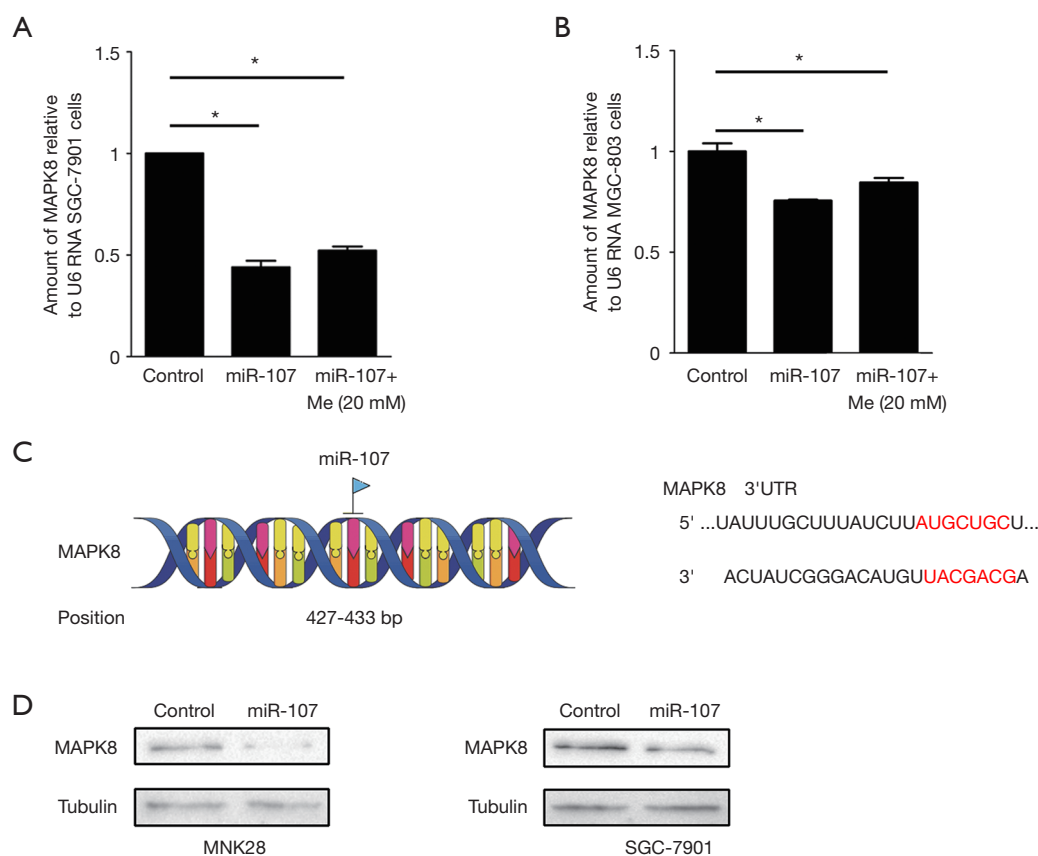 A
Amount of MAPK8 relative
to U6 RNA SGC-7901 cells
1.5
1
0.5
0
*
*
Control
miR-107
miR-107+
Me (20 mM)
B
Amount of MAPK8 relative
to U6 RNA MGC-803 cells
1.5
1
0.5
0
*
*
Control
miR-107
miR-107+
Me (20 mM)
C
miR-107
MAPK8
Position
427-433 bp
MAPK8 3'UTR
5' ...UAUUUGCUUUAUCUUAUGCUGCU...
3' ACUAUCGGGACAUGUUACGACGA
D
Control miR-107
MAPK8
Tubulin
MNK28
Control miR-107
MAPK8
Tubulin
SGC-7901